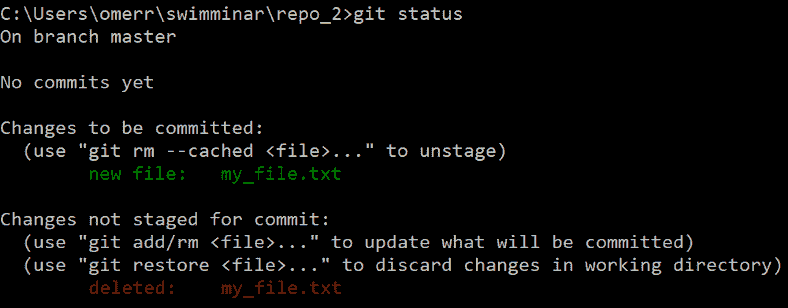 C:\Users\omerr\swimminar\repo_2>git status
On branch master
No commits yet
Changes to be committed:
(use "git rm --cached <file>..." to unstage)
new file: my_file.txt
Changes not staged for commit:
(use "git add/rm <file>..." to update what will be committed)
(use "git restore <file>..." to discard changes in working directory)
deleted: my_file.txt